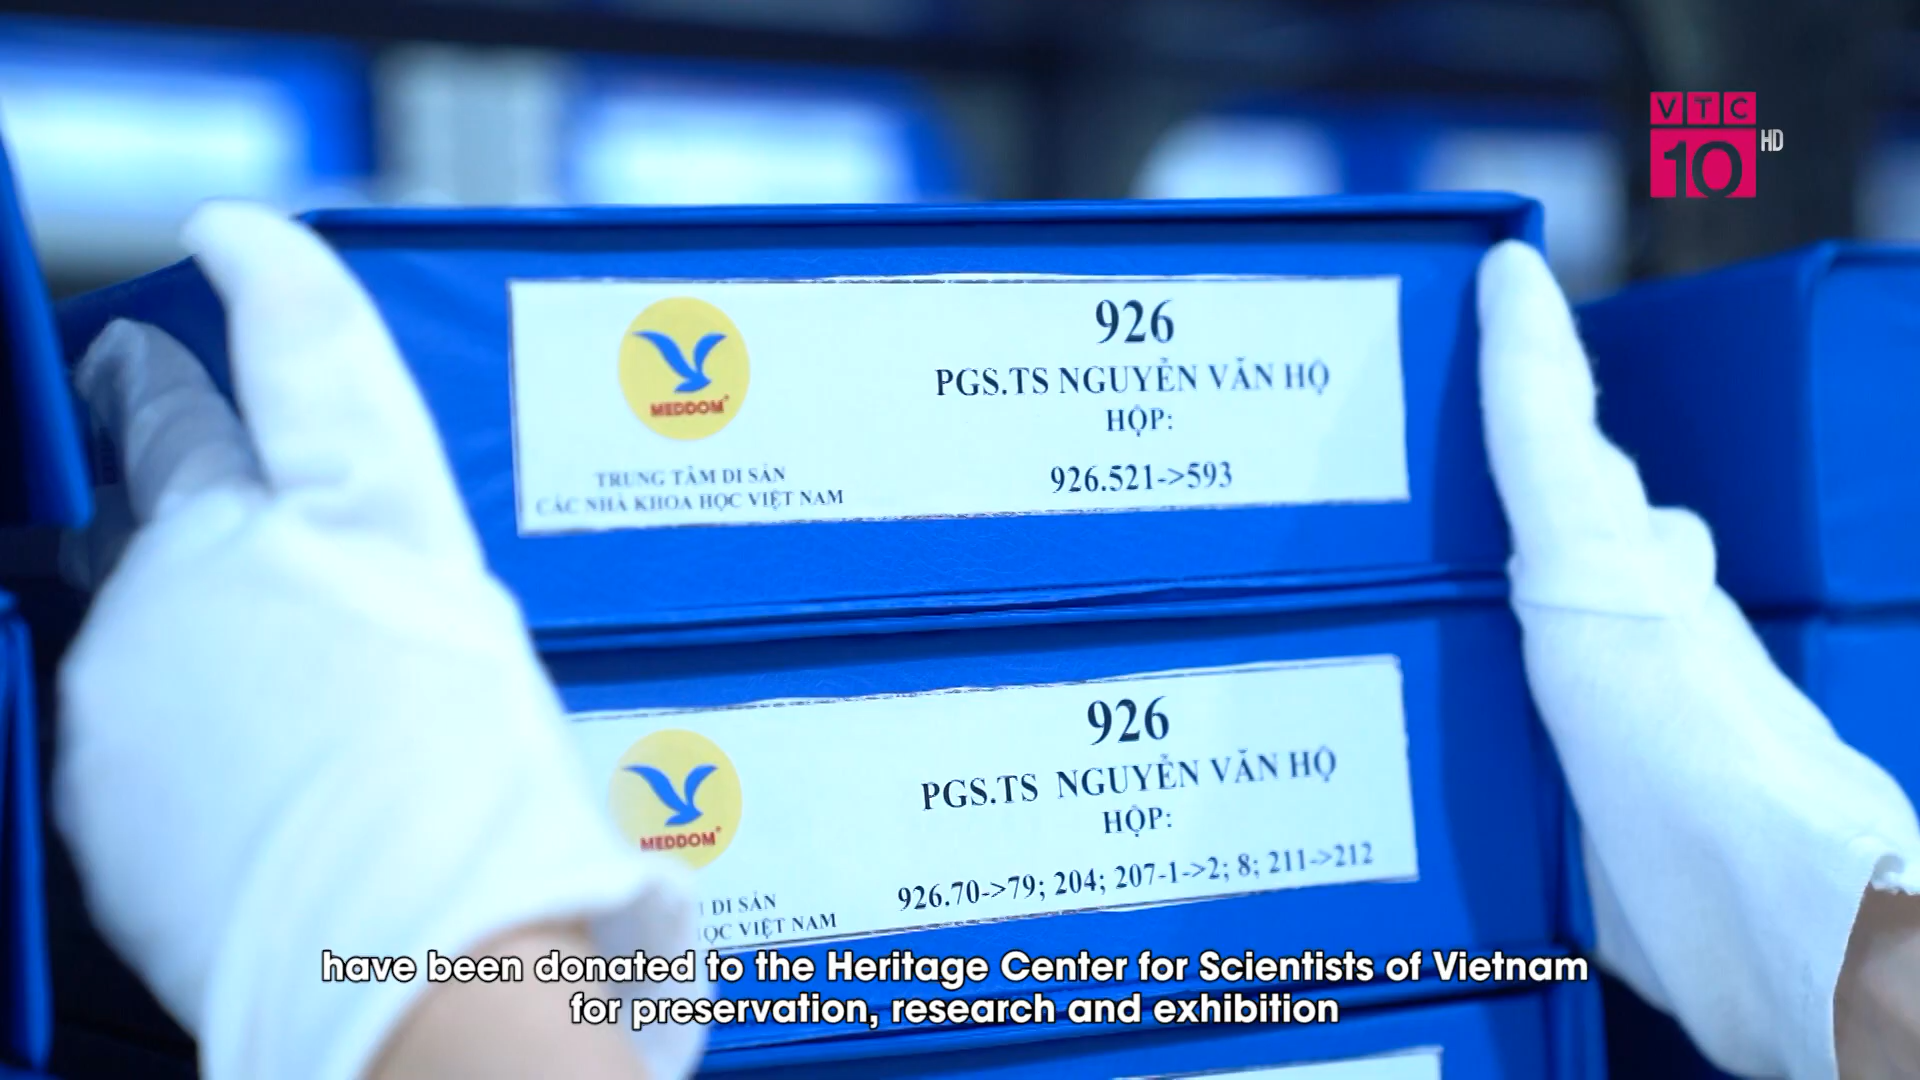 VTC
10 HD
926
PGS.TS NGUYỄN VĂN HỘ
HỘP:
926.521->593
MEDDOM
TRUNG TÂM DI SẢN
CÁC NHÀ KHOA HỌC VIỆT NAM
926
PGS.TS NGUYỄN VĂN HỘ
HỘP:
926.70->79; 204; 207-1->2; 8; 211->212
MEDDOM
DI SẢN
VIỆT NAM
have been donated to the Heritage Center for Scientists of Vietnam
for preservation, research and exhibition